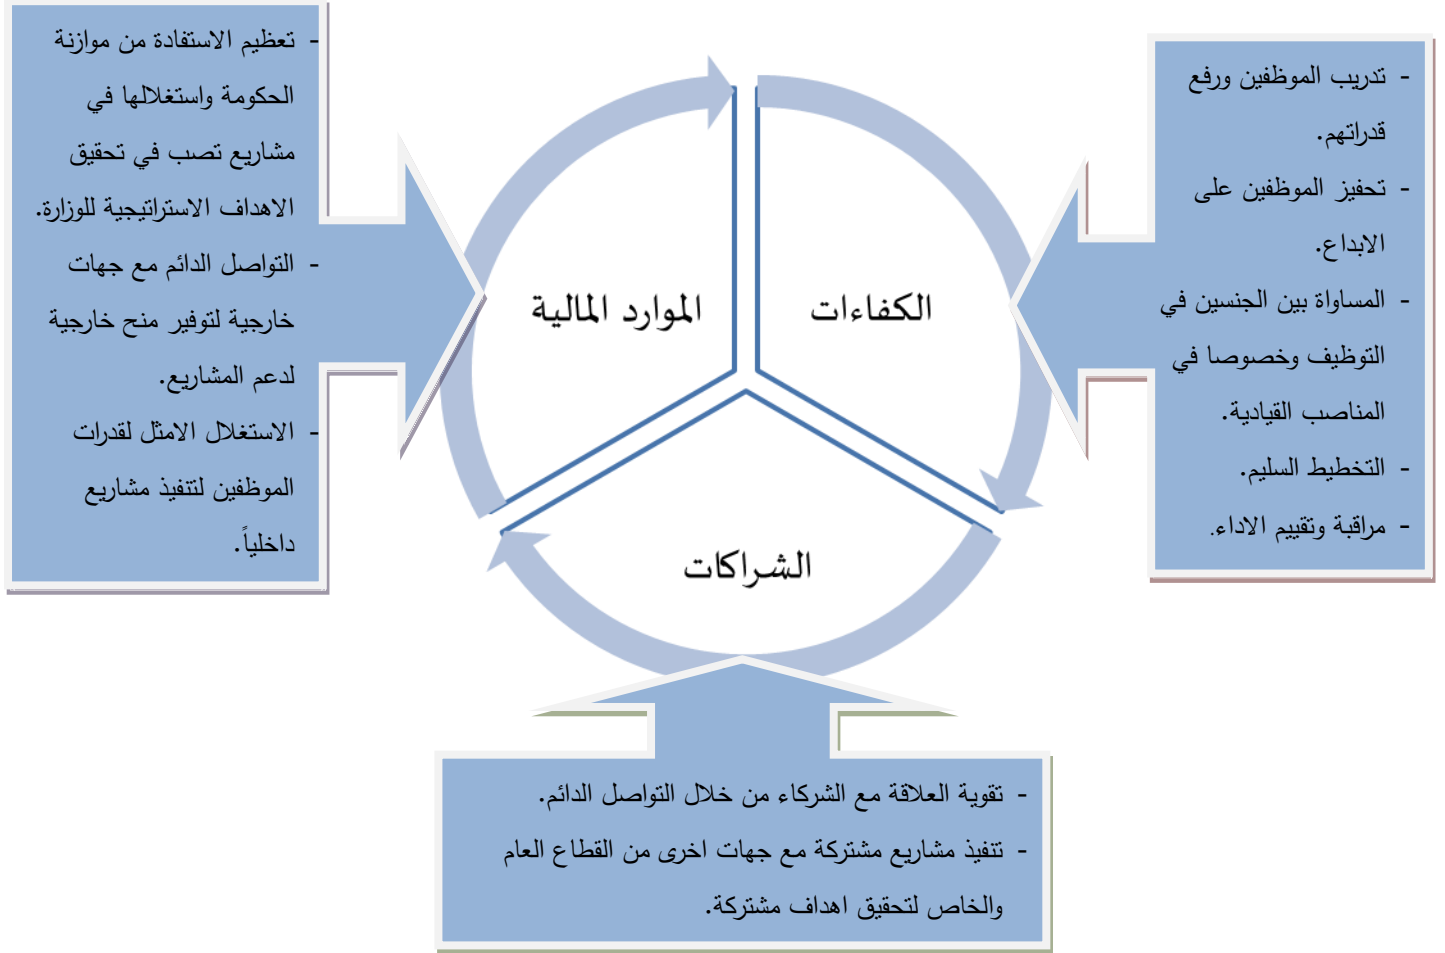 - تدريب الموظفين ورفع
قدراتهم.
- تحفيز الموظفين على
الابداع.
- المساواة بين الجنسين في
التوظيف وخصوصا في
المناصب القيادية.
- التخطيط السليم.
- مراقبة وتقييم الاداء.
الكفاءات
الموارد المالية
- تعظيم الاستفادة من موازنة
الحكومة واستغلالها في
مشاريع تصب في تحقيق
الاهداف الاستراتيجية للوزارة.
- التواصل الدائم مع جهات
خارجية لتوفير منح خارجية
لدعم المشاريع.
- الاستغلال الامثل لقدرات
الموظفين لتنفيذ مشاريع
داخلياً.
الشراكات
- تقوية العلاقة مع الشركاء من خلال التواصل الدائم.
- تنفيذ مشاريع مشتركة مع جهات اخرى من القطاع العام
والخاص لتحقيق اهداف مشتركة.